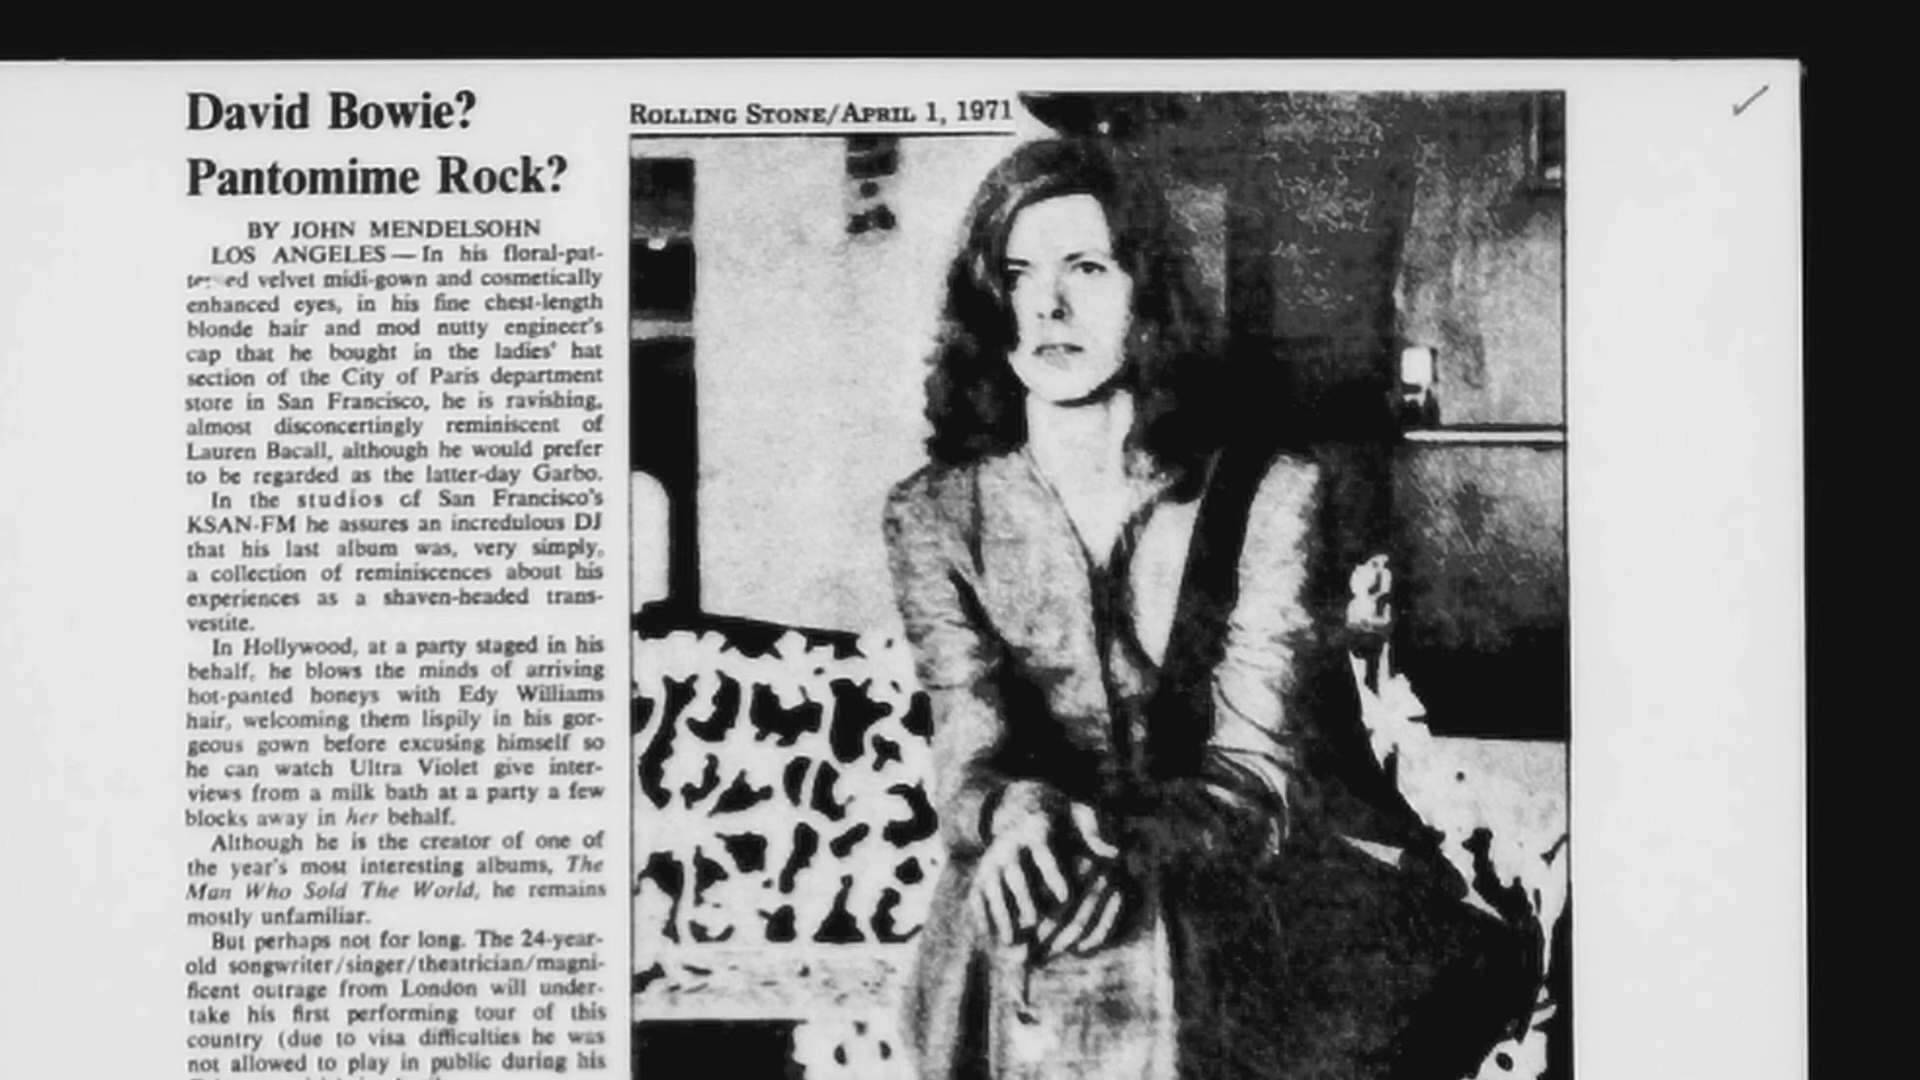 David Bowie?
Pantomime Rock?
ROLLING STONE/APRIL 1, 1971
BY JOHN MENDELSOHN
LOS ANGELES — In his floral-pat-
ed velvet midi-gown and cosmetically
enhanced eyes, in his fine chest-length
blonde hair and mod nutty engineer's
cap that he bought in the ladies' hat
section of the City of Paris department
store in San Francisco, he is ravishing,
almost disconcertingly reminiscent of
Lauren Bacall, although he would prefer
to be regarded as the latter-day Garbo.
In the studios of San Francisco's
KSAN-FM he assures an incredulous DJ
that his last album was, very simply,
a collection of reminiscences about his
experiences as a shaven-headed trans-
vestite.
In Hollywood, at a party staged in his
behalf, he blows the minds of arriving
hot-panted honeys with Edy Williams
hair, welcoming them lispily in his gor-
geous gown before excusing himself so
he can watch Ultra Violet give inter-
views from a milk bath at a party a few
blocks away in her behalf.
Although he is the creator of one of
the year's most interesting albums, The
Man Who Sold The World, he remains
mostly unfamiliar.
But perhaps not for long. The 24-year-
old songwriter/singer/theatrician/magni-
ficent outrage from London will under-
take his first performing tour of this
country (due to visa difficulties he was
not allowed to play in public during his